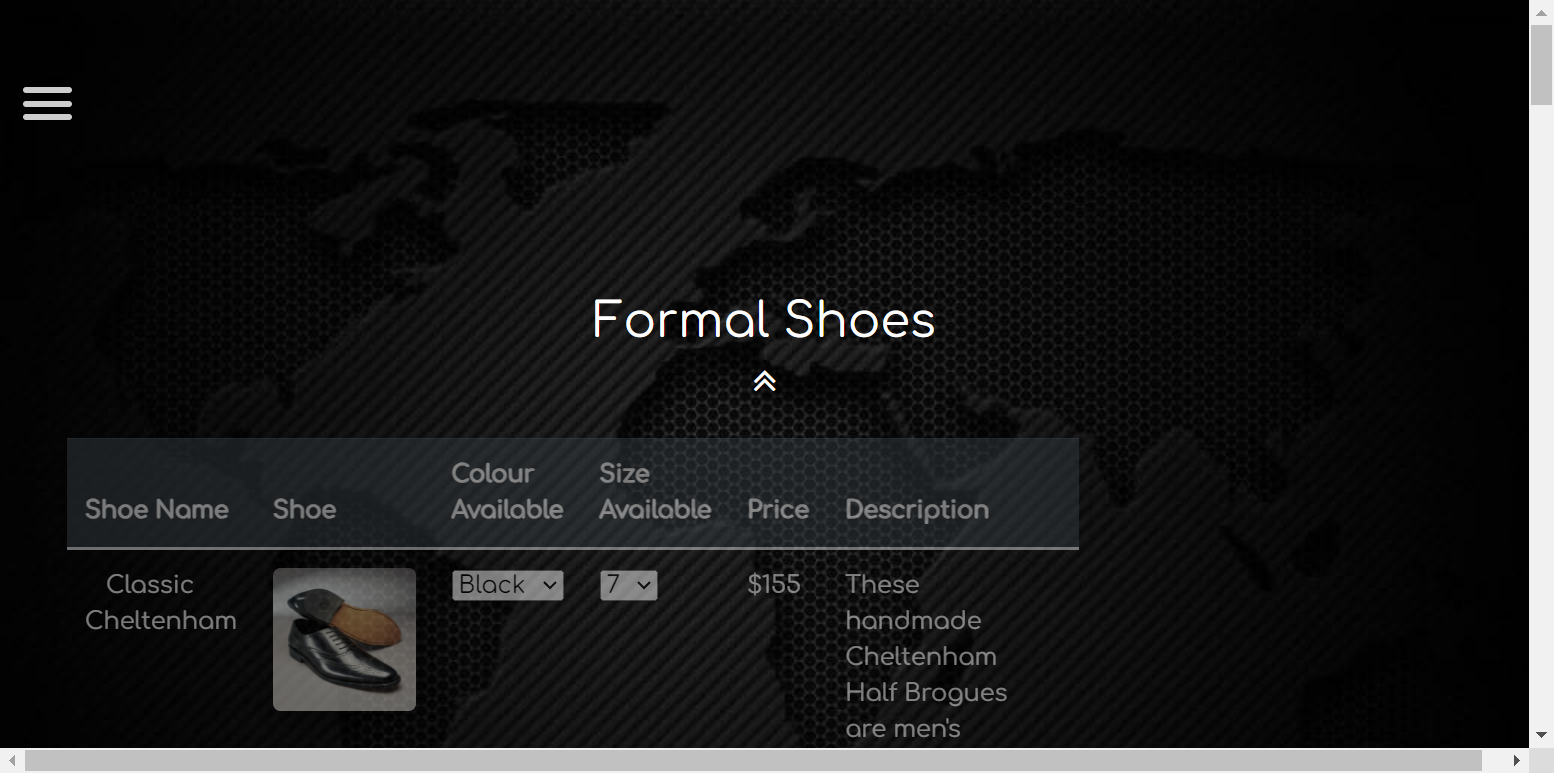 Formal Shoes
Colour Size
Shoe Name Shoe Available Available Price Description
Classic Black 7 $155 These
Cheltenham handmade
Cheltenham
Half Brogues
are men's